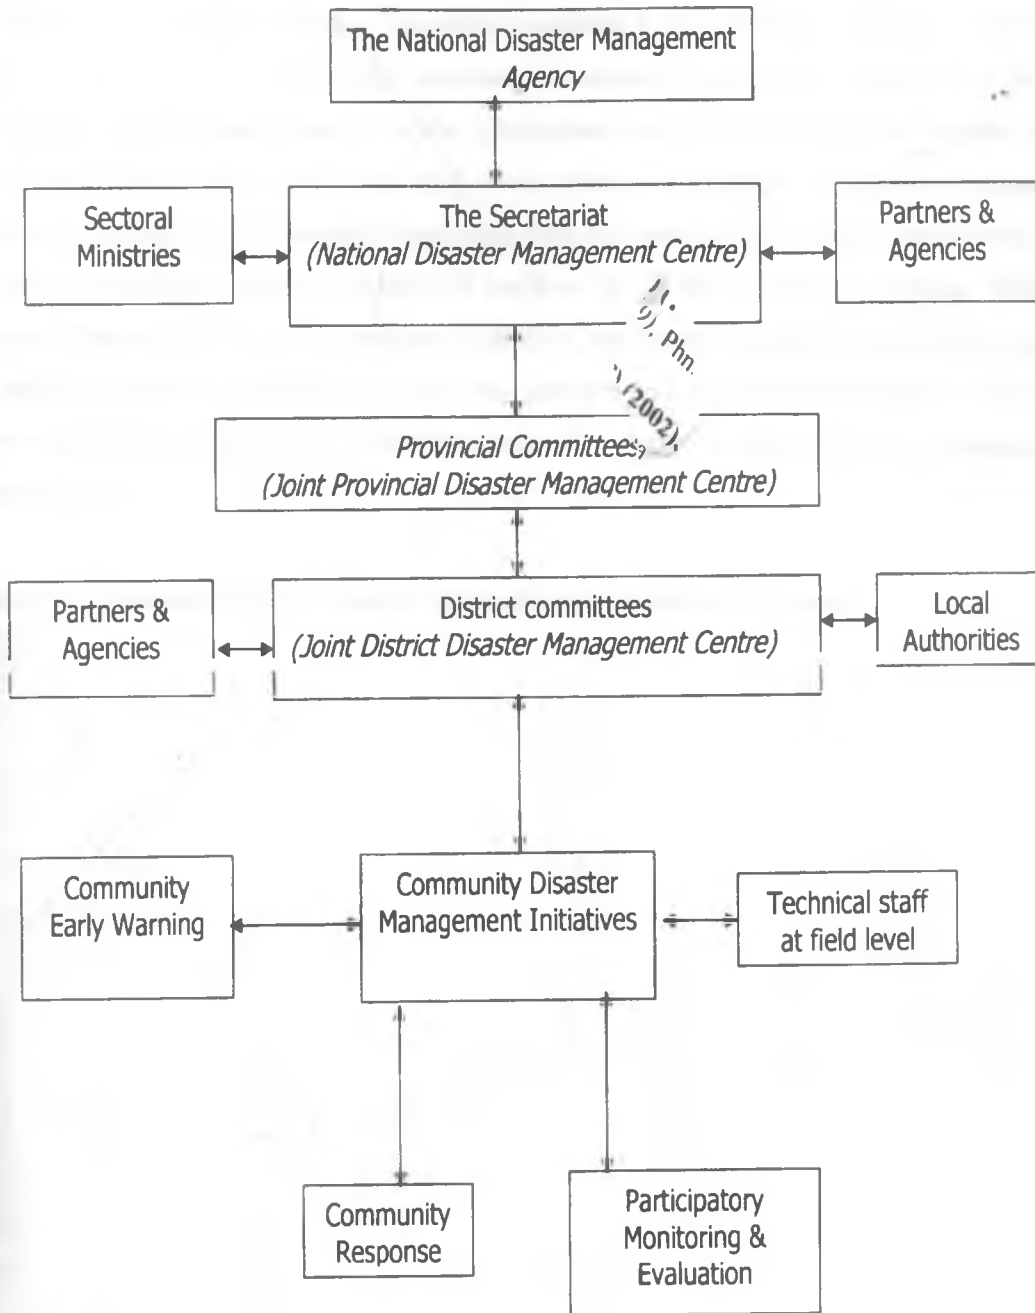 The National Disaster Management
Agency
Sectoral
Ministries
The Secretariat
(National Disaster Management Centre)
Partners &
Agencies
Phn.
(2002),
Provincial Committees
(Joint Provincial Disaster Management Centre)
Partners &
Agencies
District committees
(Joint District Disaster Management Centre)
Local
Authorities
Community
Early Warning
Community Disaster
Management Initiatives
Technical staff
at field level
Community
Response
Participatory
Monitoring &
Evaluation